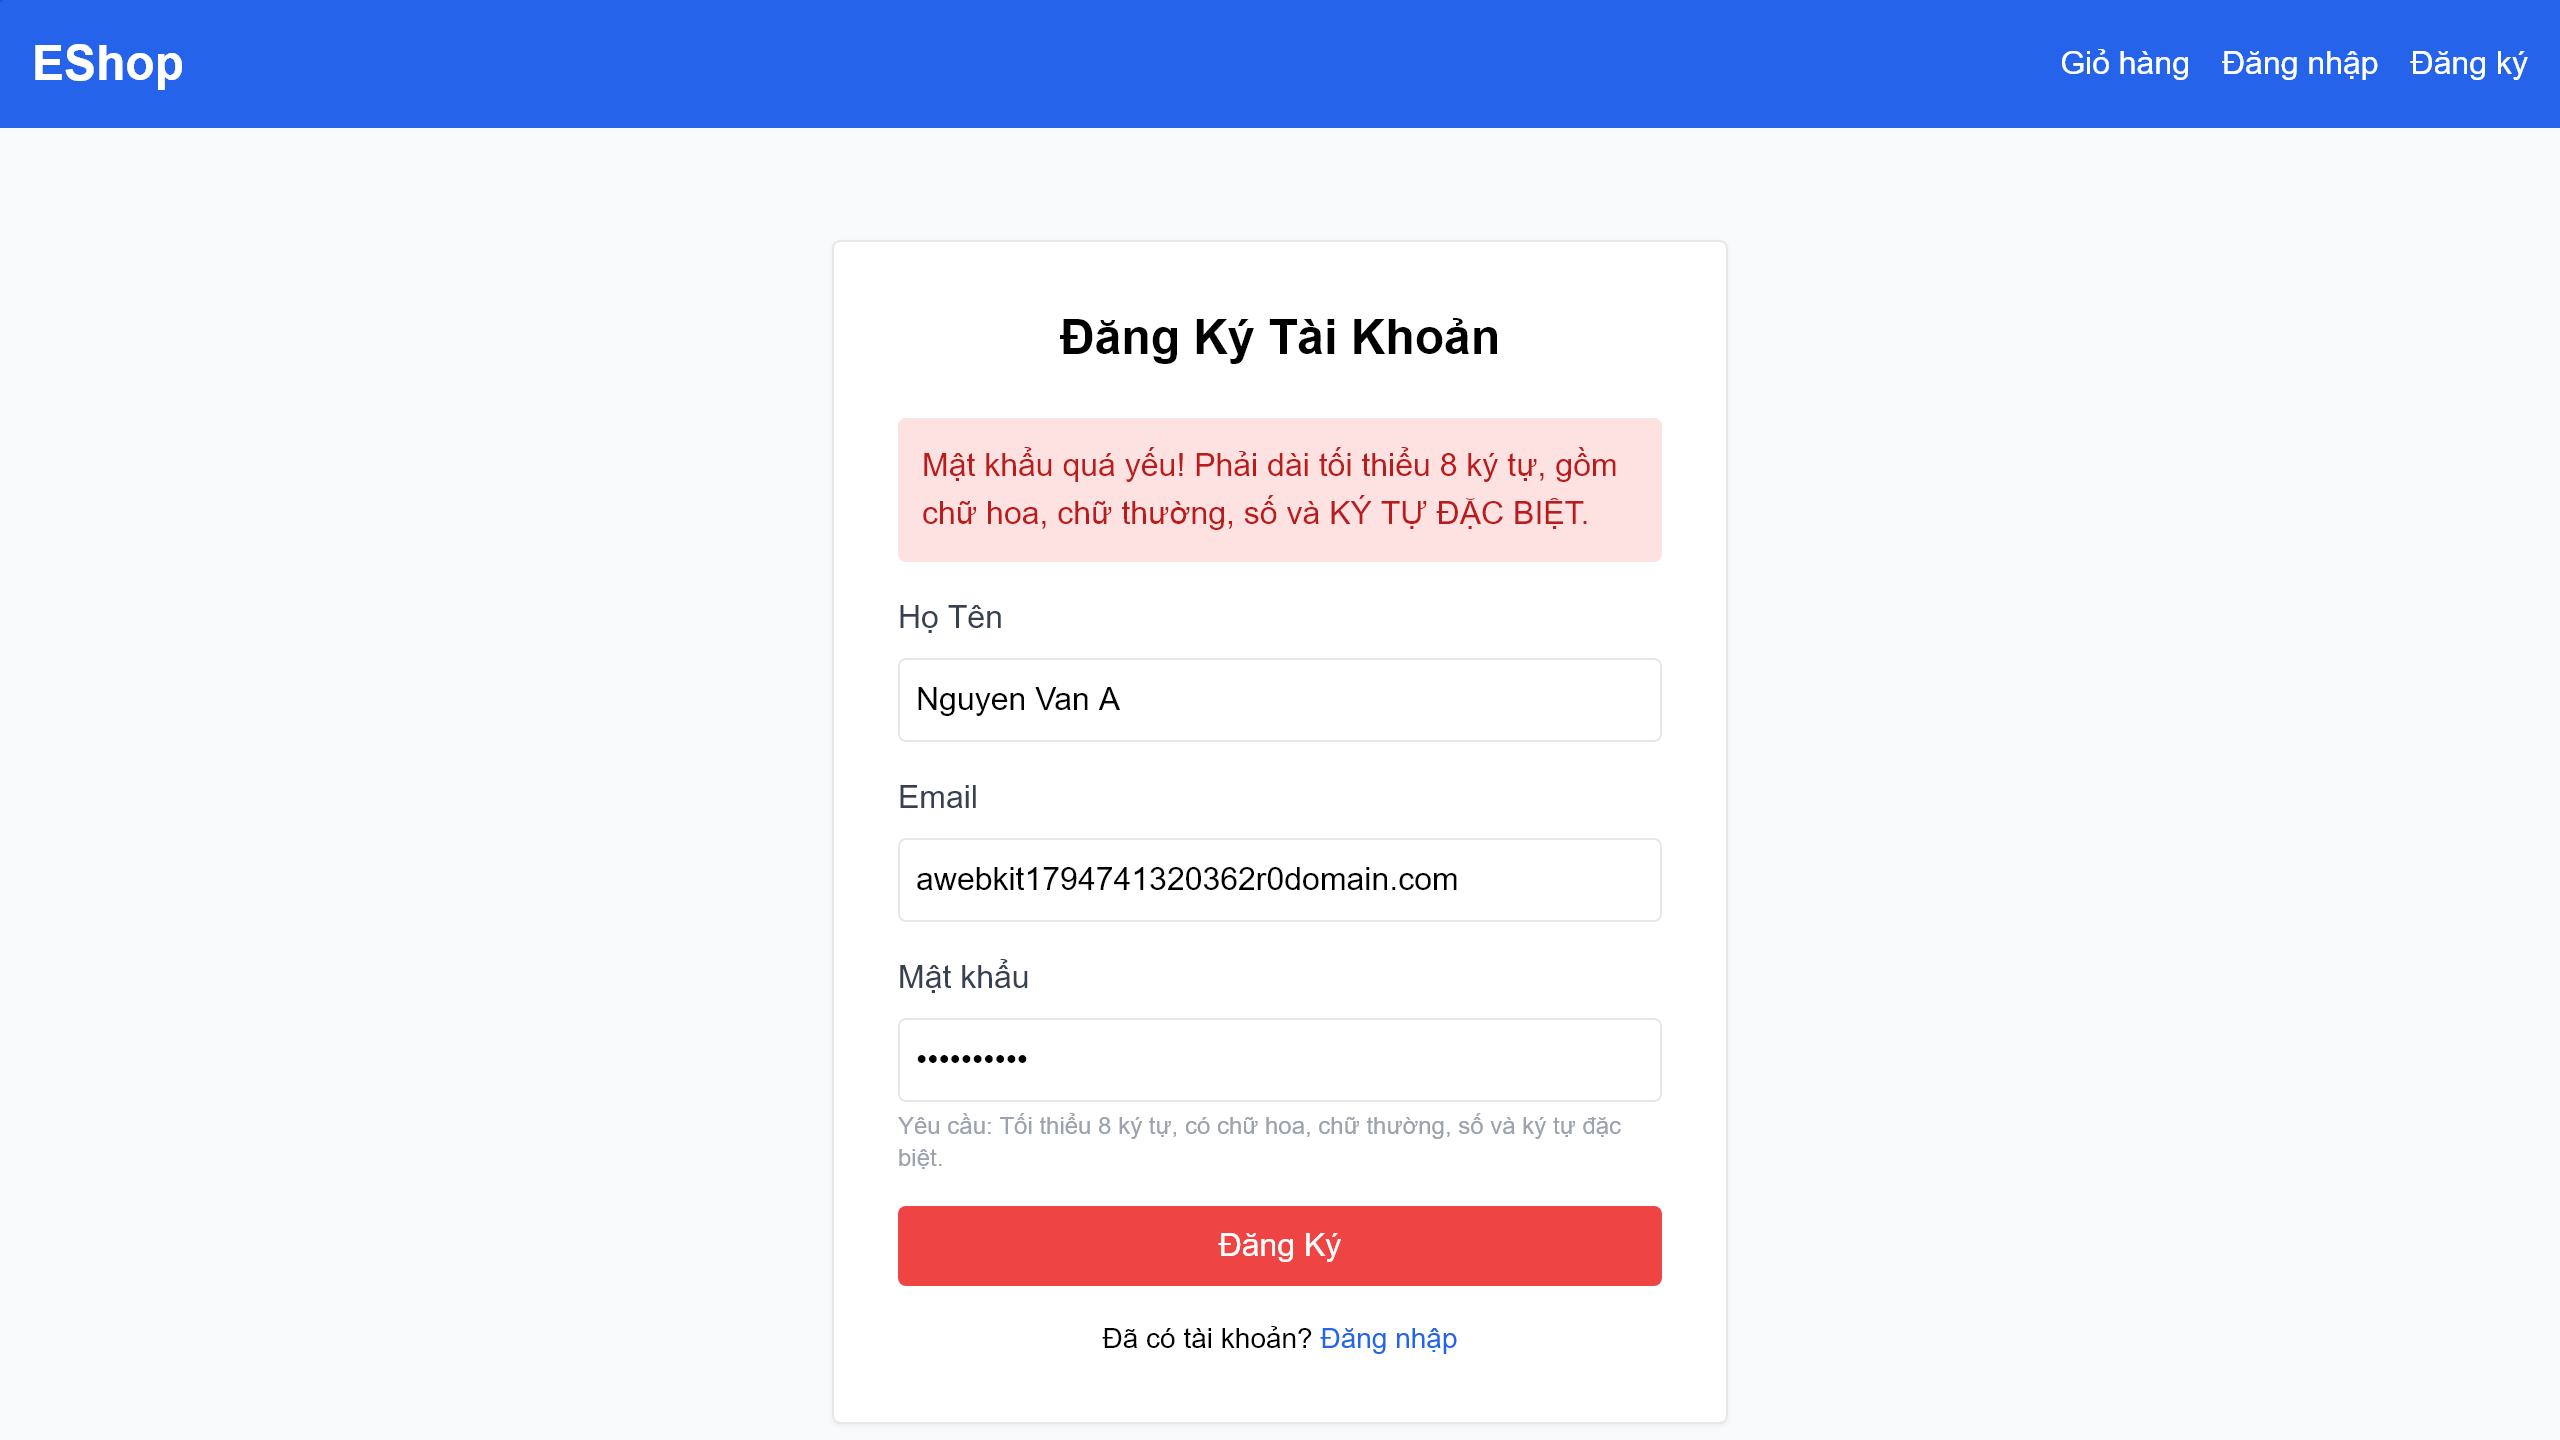 EShop
Giỏ hàng
Đăng nhập
Đăng ký
Đăng Ký Tài Khoản
Mật khẩu quá yếu! Phải dài tối thiểu 8 ký tự, gồm
chữ hoa, chữ thường, số và KÝ TỰ ĐẶC BIỆT.
Họ Tên
Nguyen Van A
Email
awebkit1794741320362r0domain.com
Mật khẩu
••••••••••
Yêu cầu: Tối thiểu 8 ký tự, có chữ hoa, chữ thường, số và ký tự đặc
biệt.
Đăng Ký
Đã có tài khoản? Đăng nhập